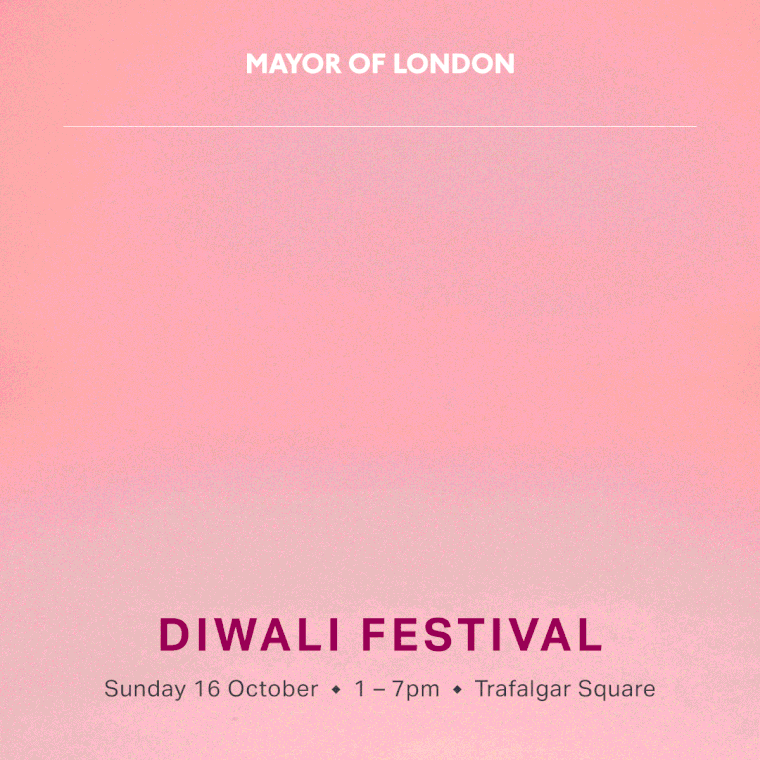 MAYOR OF LONDON
DIWALI FESTIVAL
Sunday 16 October ◆ 1 – 7pm ◆ Trafalgar Square